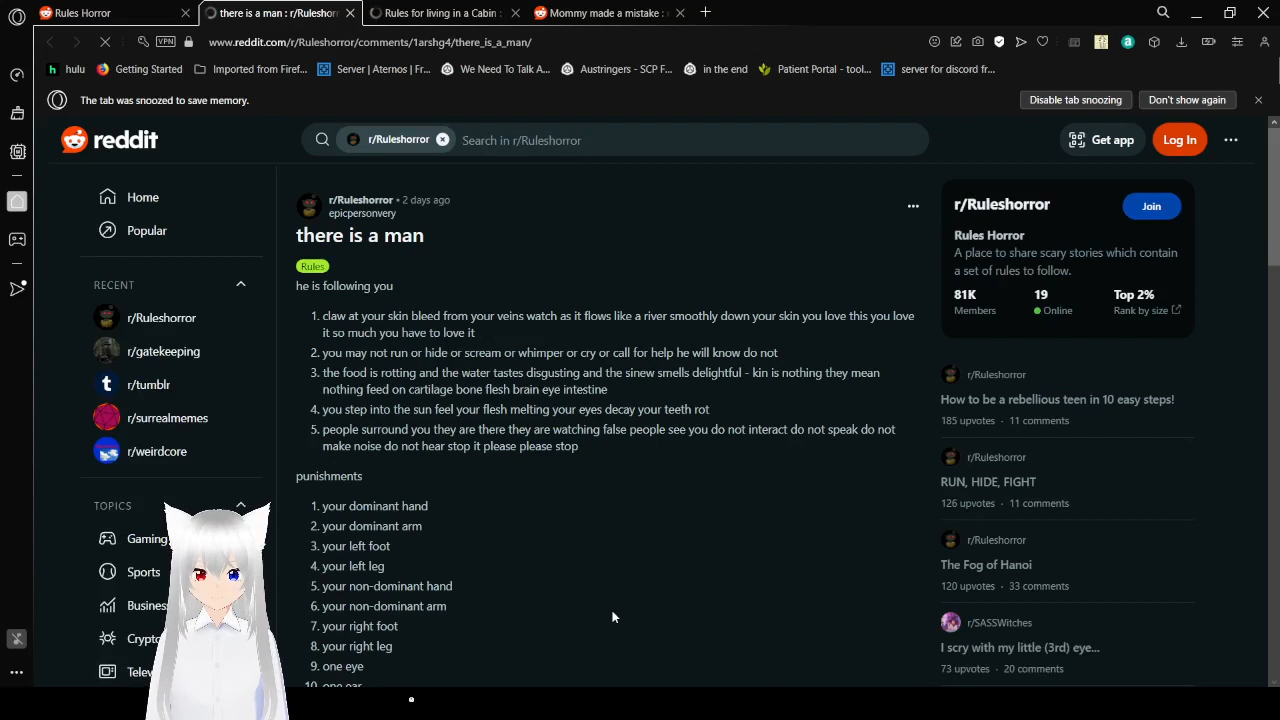 Rules Horror
there is a man : r/Ruleshorror
Rules for living in a Cabin :
Mommy made a mistake :
VPN
www.reddit.com/r/Ruleshorror/comments/1arshg4/there_is_a_man/
hulu
Getting Started
Imported from Firef...
Server | Aternos | Fr...
We Need To Talk A...
Austringers - SCP F...
in the end
Patient Portal - tool...
server for discord fr...
The tab was snoozed to save memory.
Disable tab snoozing
Don't show again
reddit
r/Ruleshorror
Search in r/Ruleshorror
Get app
Log In
Home
Popular
RECENT
r/Ruleshorror
r/gatekeeping
r/tumblr
r/surrealmemes
r/weirdcore
TOPICS
Gaming
Sports
Busines
Crypto
Telev
r/Ruleshorror • 2 days ago
epicpersonvery
there is a man
Rules
he is following you
1. claw at your skin bleed from your veins watch as it flows like a river smoothly down your skin you love this you love
it so much you have to love it
2. you may not run or hide or scream or whimper or cry or call for help he will know do not
3. the food is rotting and the water tastes disgusting and the sinew smells delightful - kin is nothing they mean
nothing feed on cartilage bone flesh brain eye intestine
4. you step into the sun feel your flesh melting your eyes decay your teeth rot
5. people surround you they are there they are watching false people see you do not interact do not speak do not
make noise do not hear stop it please please stop
punishments
1. your dominant hand
2. your dominant arm
3. your left foot
4. your left leg
5. your non-dominant hand
6. your non-dominant arm
7. your right foot
8. your right leg
9. one eye
10. one ear
r/Ruleshorror
Join
Rules Horror
A place to share scary stories which contain
a set of rules to follow.
81K
19
Top 2%
Members
Online
Rank by size
r/Ruleshorror
How to be a rebellious teen in 10 easy steps!
185 upvotes • 11 comments
r/Ruleshorror
RUN, HIDE, FIGHT
126 upvotes • 11 comments
r/Ruleshorror
The Fog of Hanoi
120 upvotes • 33 comments
r/SASSWitches
I scry with my little (3rd) eye...
73 upvotes • 20 comments